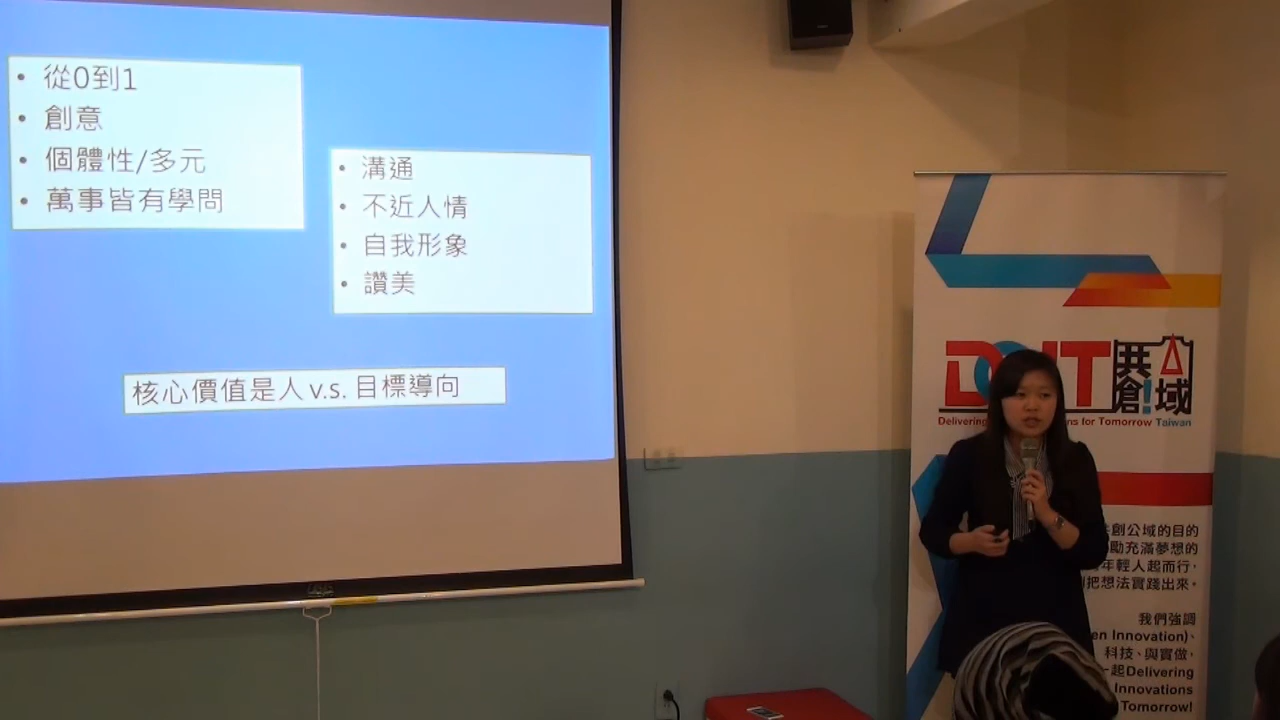 • 從0到1
• 創意
• 個體性/多元
• 萬事皆有學問
• 溝通
• 不近人情
• 自我形象
• 讚美
核心價值是人 v.s. 目標導向
共創 域
Delivering ns for Tomorrow Taiwan
創公域的目的
充滿夢想的
年輕人起而行，
把想法實踐出來。
我們強調
en Innovation)、
科技、與實做，
一起Delivering
Innovations
Tomorrow!